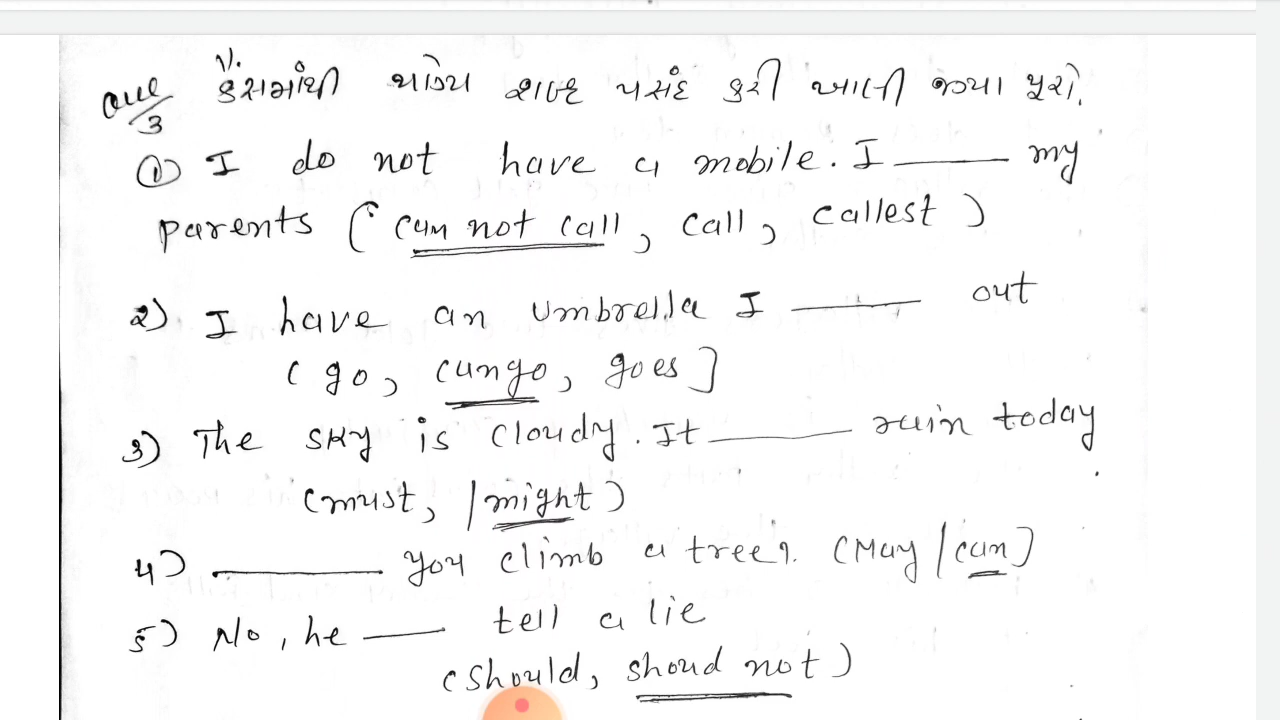 Que/3 કૌંસમાંથી યોગ્ય શબ્દ પસંદ કરી ખાલી જગ્યા પુરો.
① I do not have a mobile. I ____ my
parents ( can not call, call, callest )
2) I have an umbrella I ____ out
( go, can go, goes ]
3) The sky is cloudy. It ____ rain today
(must, / might )
4) ____ you climb a tree?. (May / can ]
5) No, he ____ tell a lie
(should, shoud not )